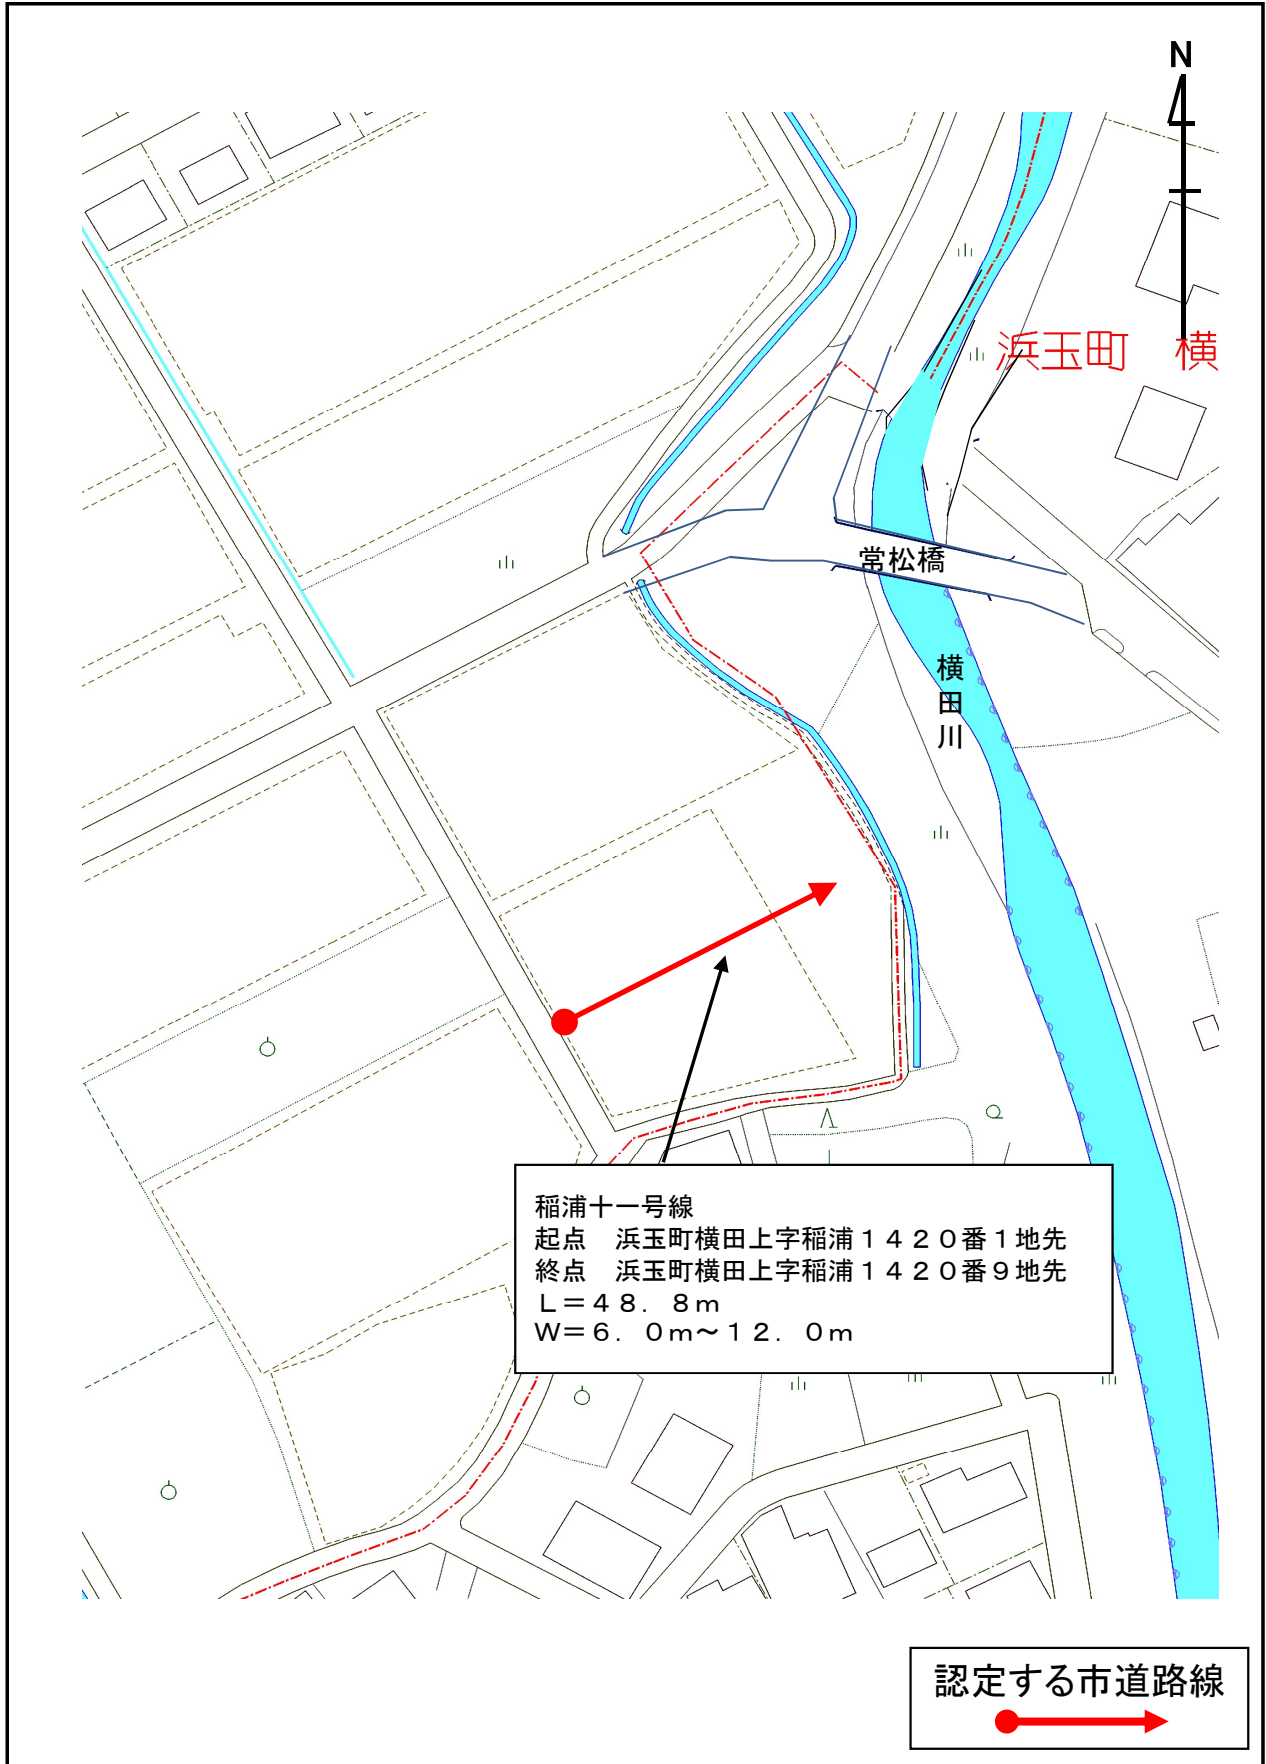 N
浜玉町　横
常松橋
横田川
稲浦十一号線
起点　浜玉町横田上字稲浦１４２０番１地先
終点　浜玉町横田上字稲浦１４２０番９地先
Ｌ＝４８．８ｍ
Ｗ＝６．０ｍ～１２．０ｍ
認定する市道路線